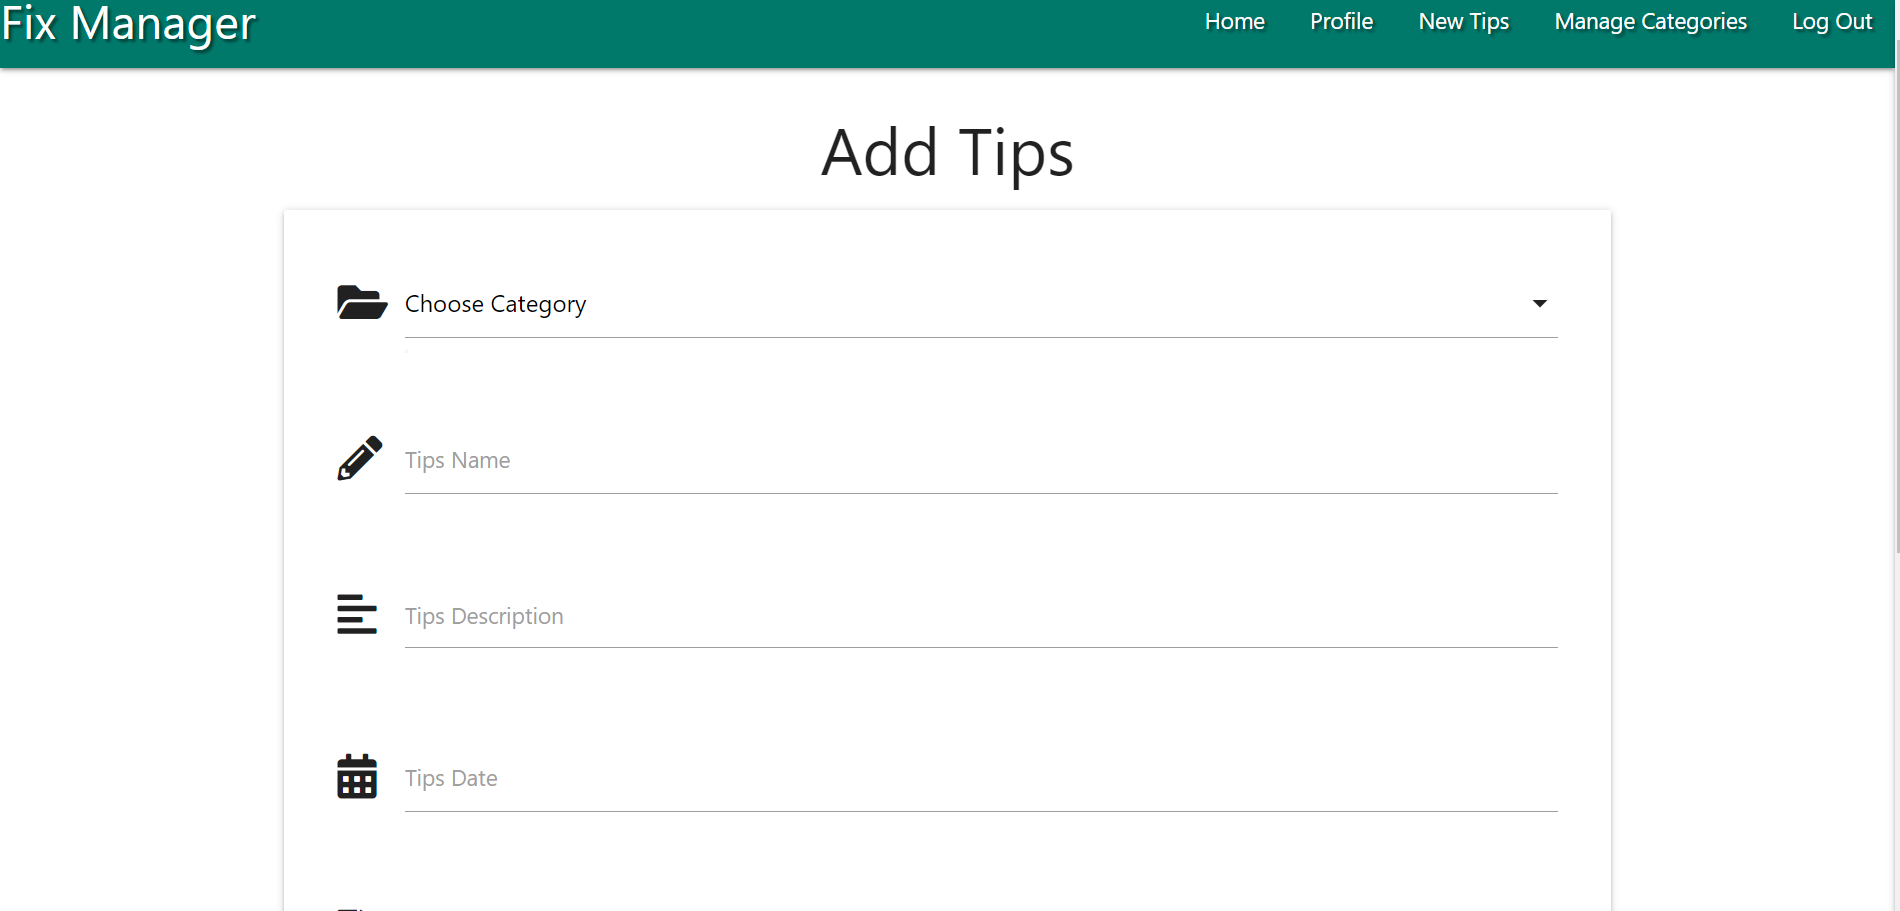 Fix Manager
Home Profile New Tips Manage Categories Log Out
Add Tips
Choose Category
Tips Name
Tips Description
Tips Date